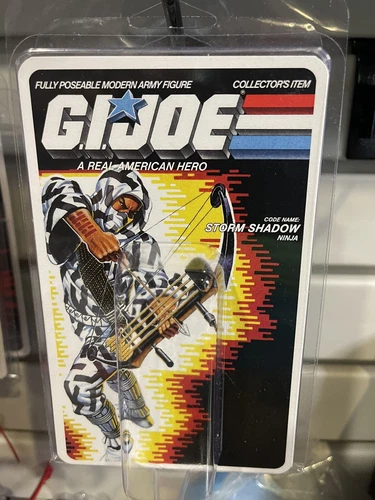 FULLY POSEABLE MODERN ARMY FIGURE COLLECTOR'S ITEM
G.I. JOE
A REAL AMERICAN HERO
CODE NAME:
STORM SHADOW
NINJA